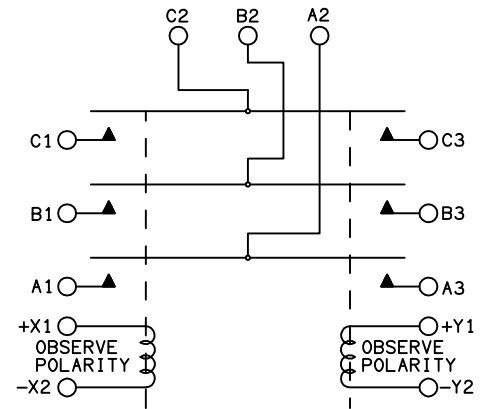 C2 B2 A2
C1 C3
B1 B3
A1 A3
+X1 +Y1
OBSERVE OBSERVE
POLARITY POLARITY
-X2 -Y2